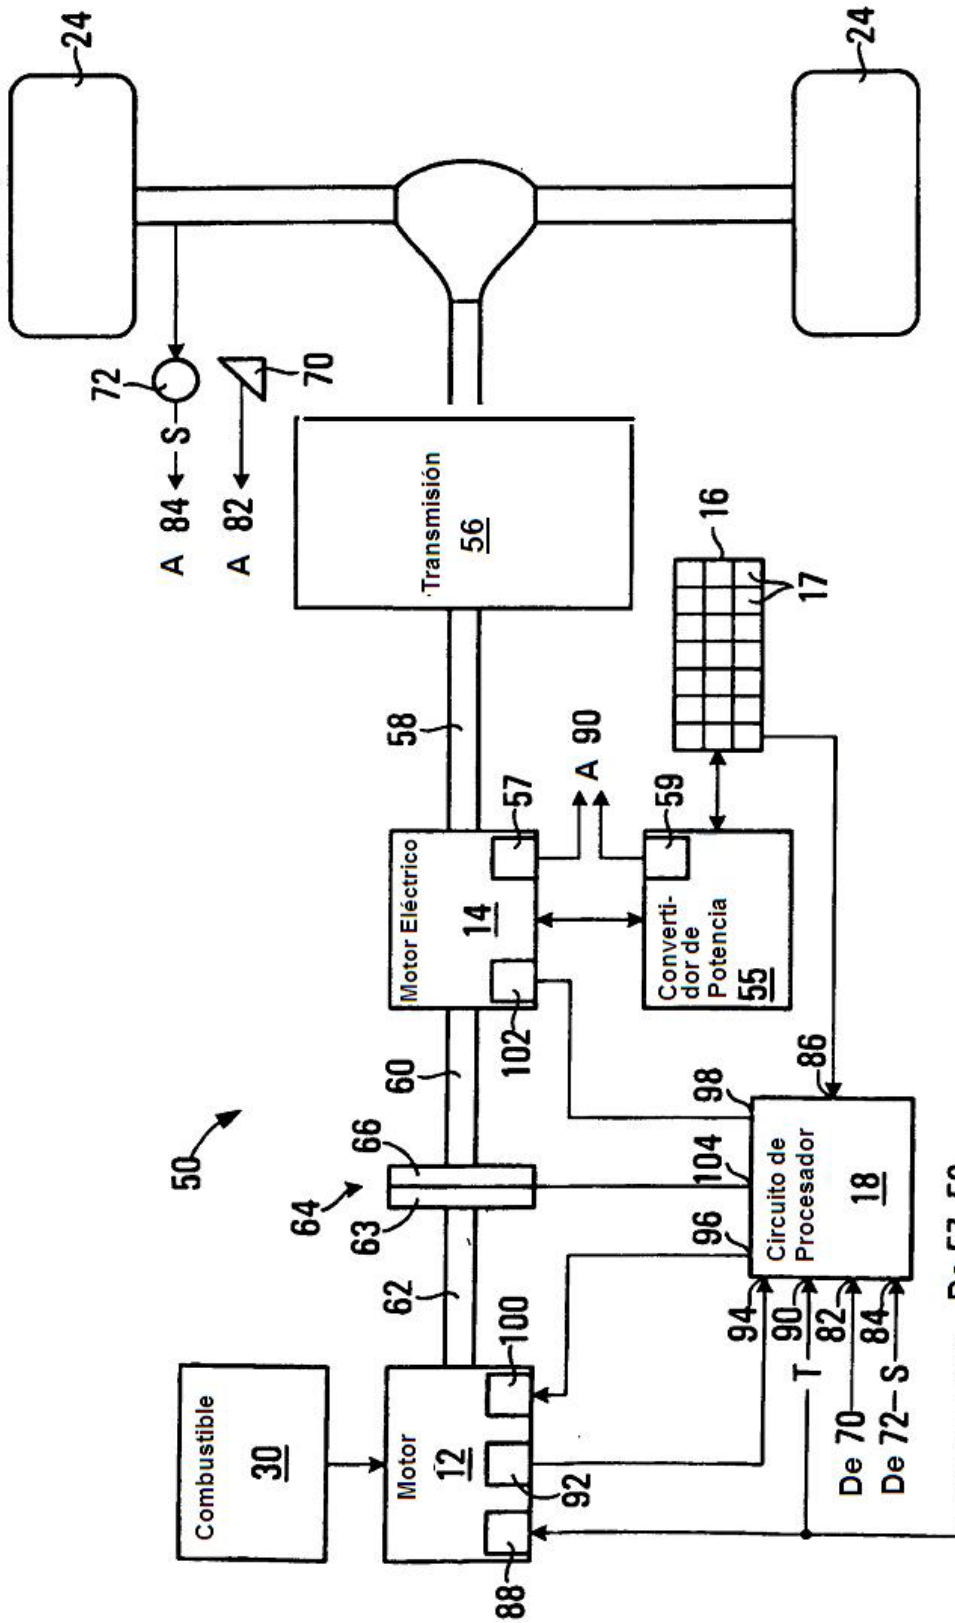 24
24
72
A 84
S
A 82
70
Transmisión
56
16
17
58
A 90
57
59
Motor Eléctrico
14
102
Converti-
dor de
Potencia
55
86
98
60
50
66
64
63
104
96
Circuito de
Procesador
18
62
100
94
90
82
84
T
De 70
De 72
S
Combustible
30
Motor
12
92
88